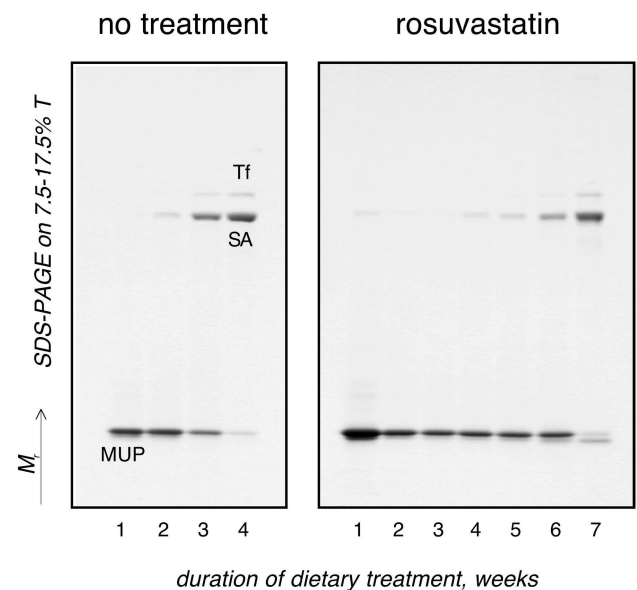 no treatment
rosuvastatin
SDS-PAGE on 7.5-17.5% T
Mr
Tf
SA
MUP
1 2 3 4
1 2 3 4 5 6 7
duration of dietary treatment, weeks